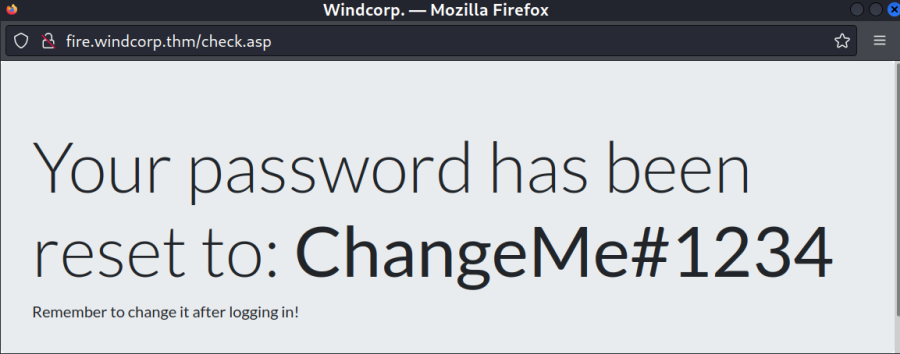 Windcorp. — Mozilla Firefox
fire.windcorp.thm/check.asp
Your password has been
reset to: ChangeMe#1234
Remember to change it after logging in!